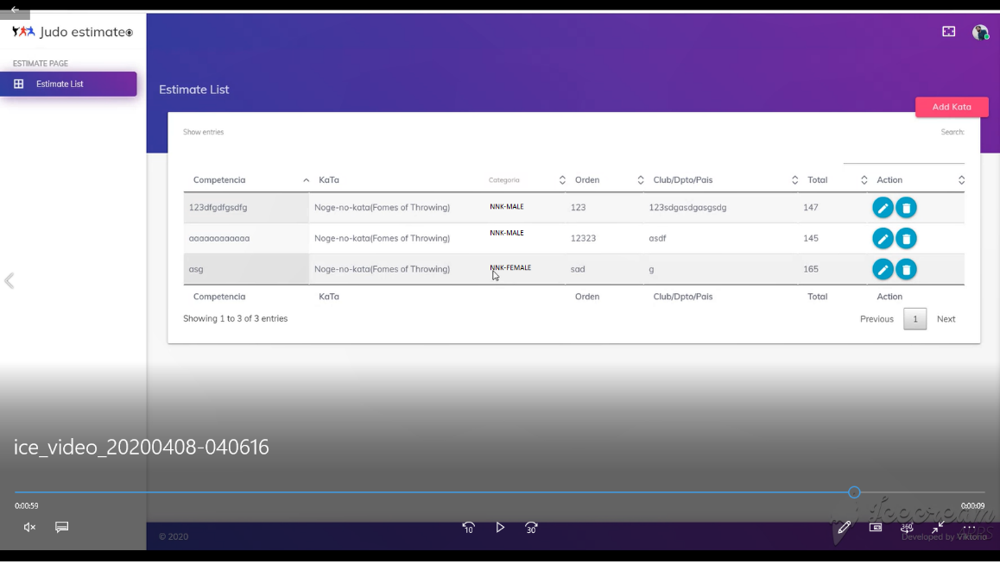 Judo estimate
ESTIMATE PAGE
Estimate List
Estimate List
Add Kata
Show entries
Search:
Competencia KaTa Categoria Orden Club/Dpto/Pais Total Action
123dfgdfgsdfg Noge-no-kata(Fomes of Throwing) NNK-MALE 123 123sdgasdgasgsdg 147
aaaaaaaaaaaa Noge-no-kata(Fomes of Throwing) NNK-MALE 12323 asdf 145
asg Noge-no-kata(Fomes of Throwing) NNK-FEMALE sad g 165
Competencia KaTa Orden Club/Dpto/Pais Total Action
Showing 1 to 3 of 3 entries
Previous 1 Next
ice_video_20200408-040616
0:00:59 0:00:09
10 30 360
APPS
© 2020 Developed by Viktoria